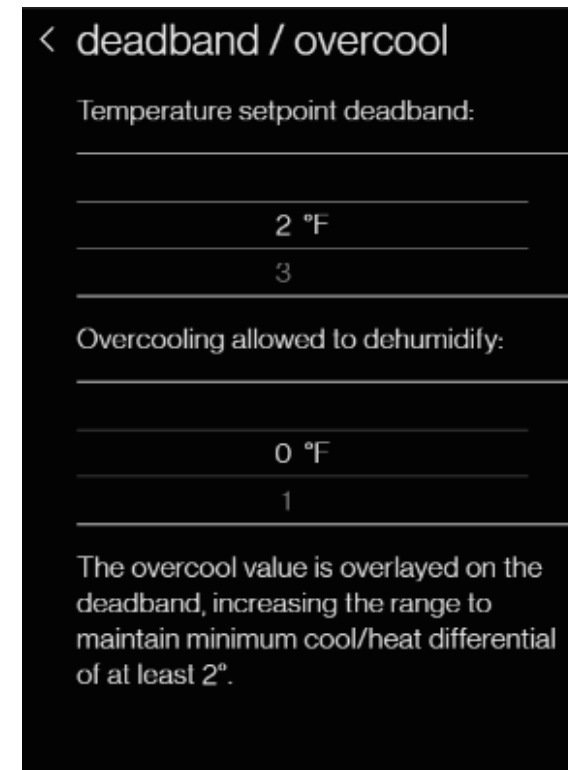 < deadband / overcool
Temperature setpoint deadband:
2 °F
3
Overcooling allowed to dehumidify:
0 °F
1
The overcool value is overlayed on the
deadband, increasing the range to
maintain minimum cool/heat differential
of at least 2°.